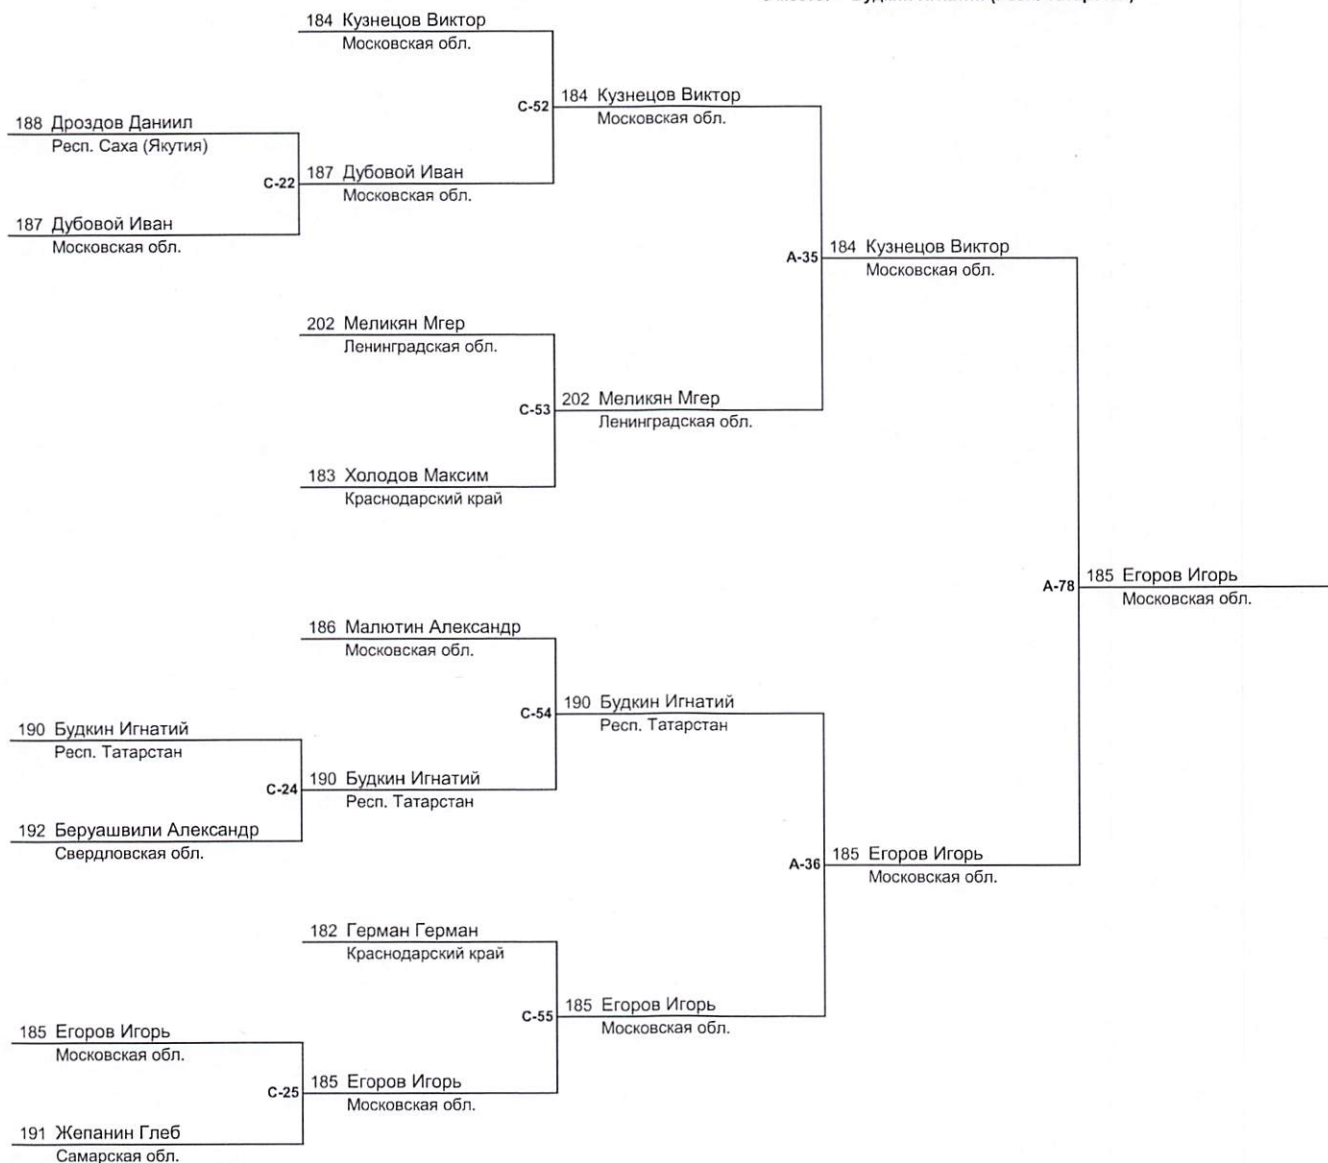 184 Кузнецов Виктор
Московская обл.
С-52
184 Кузнецов Виктор
Московская обл.
188 Дроздов Даниил
Респ. Саха (Якутия)
С-22
187 Дубовой Иван
Московская обл.
187 Дубовой Иван
Московская обл.
А-35
184 Кузнецов Виктор
Московская обл.
202 Меликян Мгер
Ленинградская обл.
С-53
202 Меликян Мгер
Ленинградская обл.
183 Холодов Максим
Краснодарский край
А-78
185 Егоров Игорь
Московская обл.
186 Малютин Александр
Московская обл.
С-54
190 Будкин Игнатий
Респ. Татарстан
190 Будкин Игнатий
Респ. Татарстан
С-24
190 Будкин Игнатий
Респ. Татарстан
192 Беруашвили Александр
Свердловская обл.
А-36
185 Егоров Игорь
Московская обл.
182 Герман Герман
Краснодарский край
С-55
185 Егоров Игорь
Московская обл.
185 Егоров Игорь
Московская обл.
С-25
185 Егоров Игорь
Московская обл.
191 Жепанин Глеб
Самарская обл.